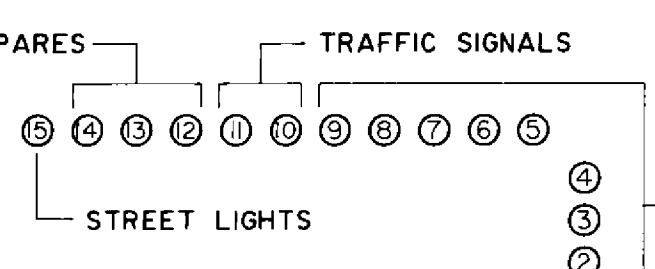 PARES TRAFFIC SIGNALS
15 14 13 12 11 10 9 8 7 6 5
4
STREET LIGHTS 3
2